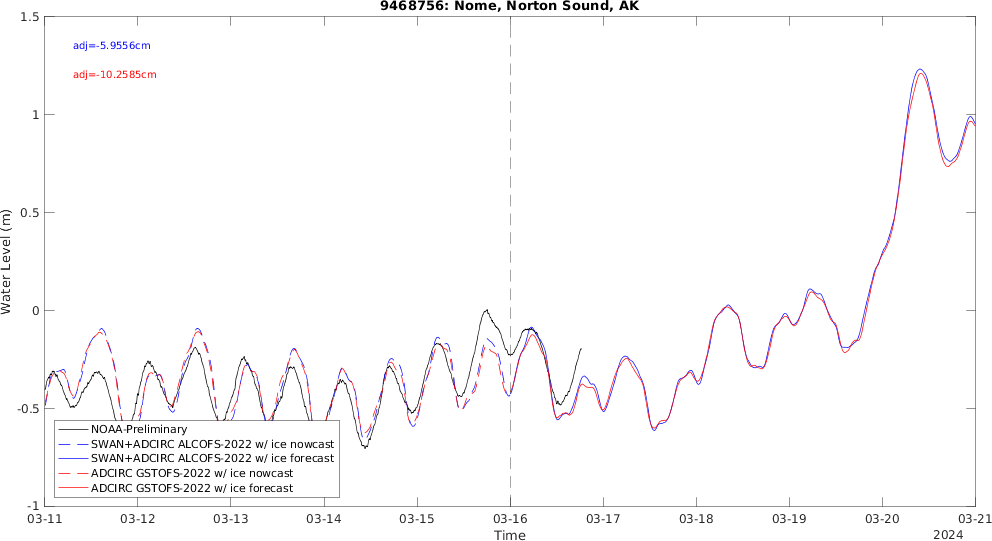 9468756: Nome, Norton Sound, AK
1.5
adj=-5.9556cm
adj=-10.2585cm
1
0.5
0
-0.5
-1
Water Level (m)
NOAA-Preliminary
SWAN+ADCIRC ALCOFS-2022 w/ ice nowcast
SWAN+ADCIRC ALCOFS-2022 w/ ice forecast
ADCIRC GSTOFS-2022 w/ ice nowcast
ADCIRC GSTOFS-2022 w/ ice forecast
03-11 03-12 03-13 03-14 03-15 03-16 03-17 03-18 03-19 03-20 03-21
Time
2024